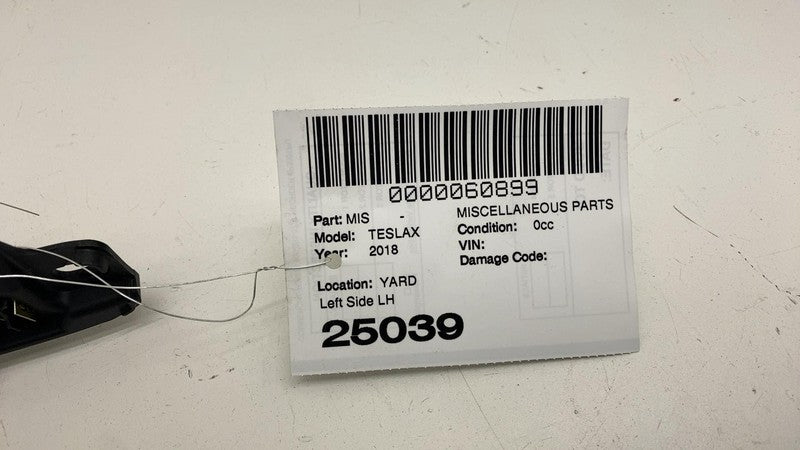 0000060899
Part: MIS - MISCELLANEOUS PARTS
Model: TESLAX Condition: 0cc
Year: 2018 VIN:
Damage Code:
Location: YARD
Left Side LH
25039